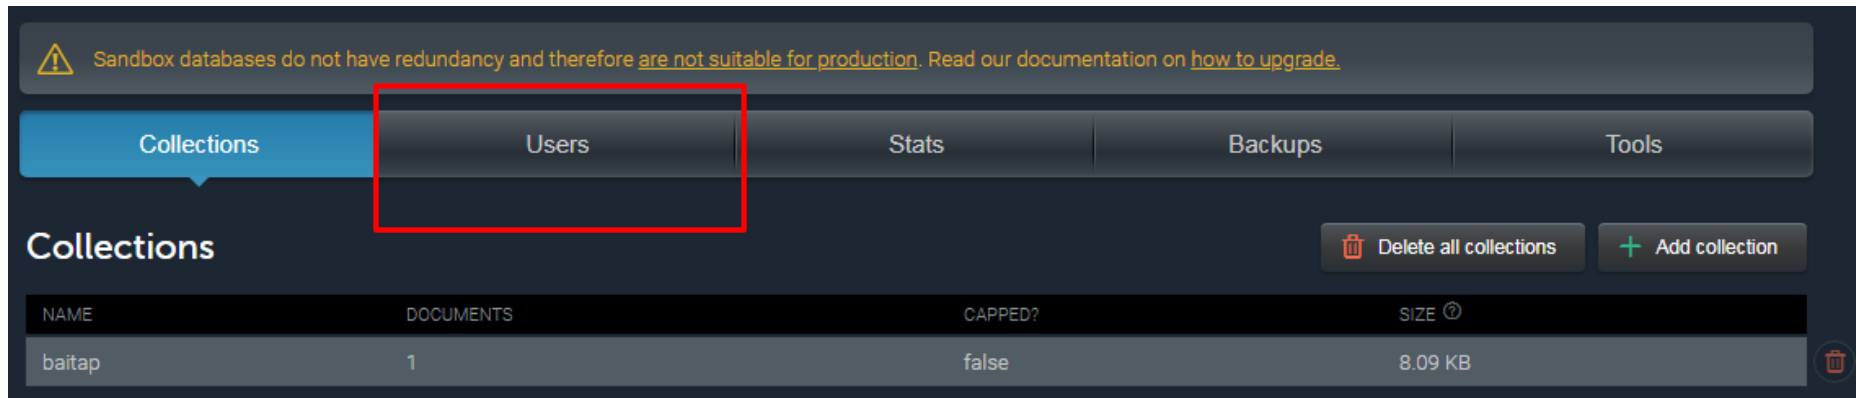 Sandbox databases do not have redundancy and therefore are not suitable for production. Read our documentation on how to upgrade.
Collections Users Stats Backups Tools
Collections Delete all collections Add collection
NAME DOCUMENTS CAPPED? SIZE
baitap 1 false 8.09 KB